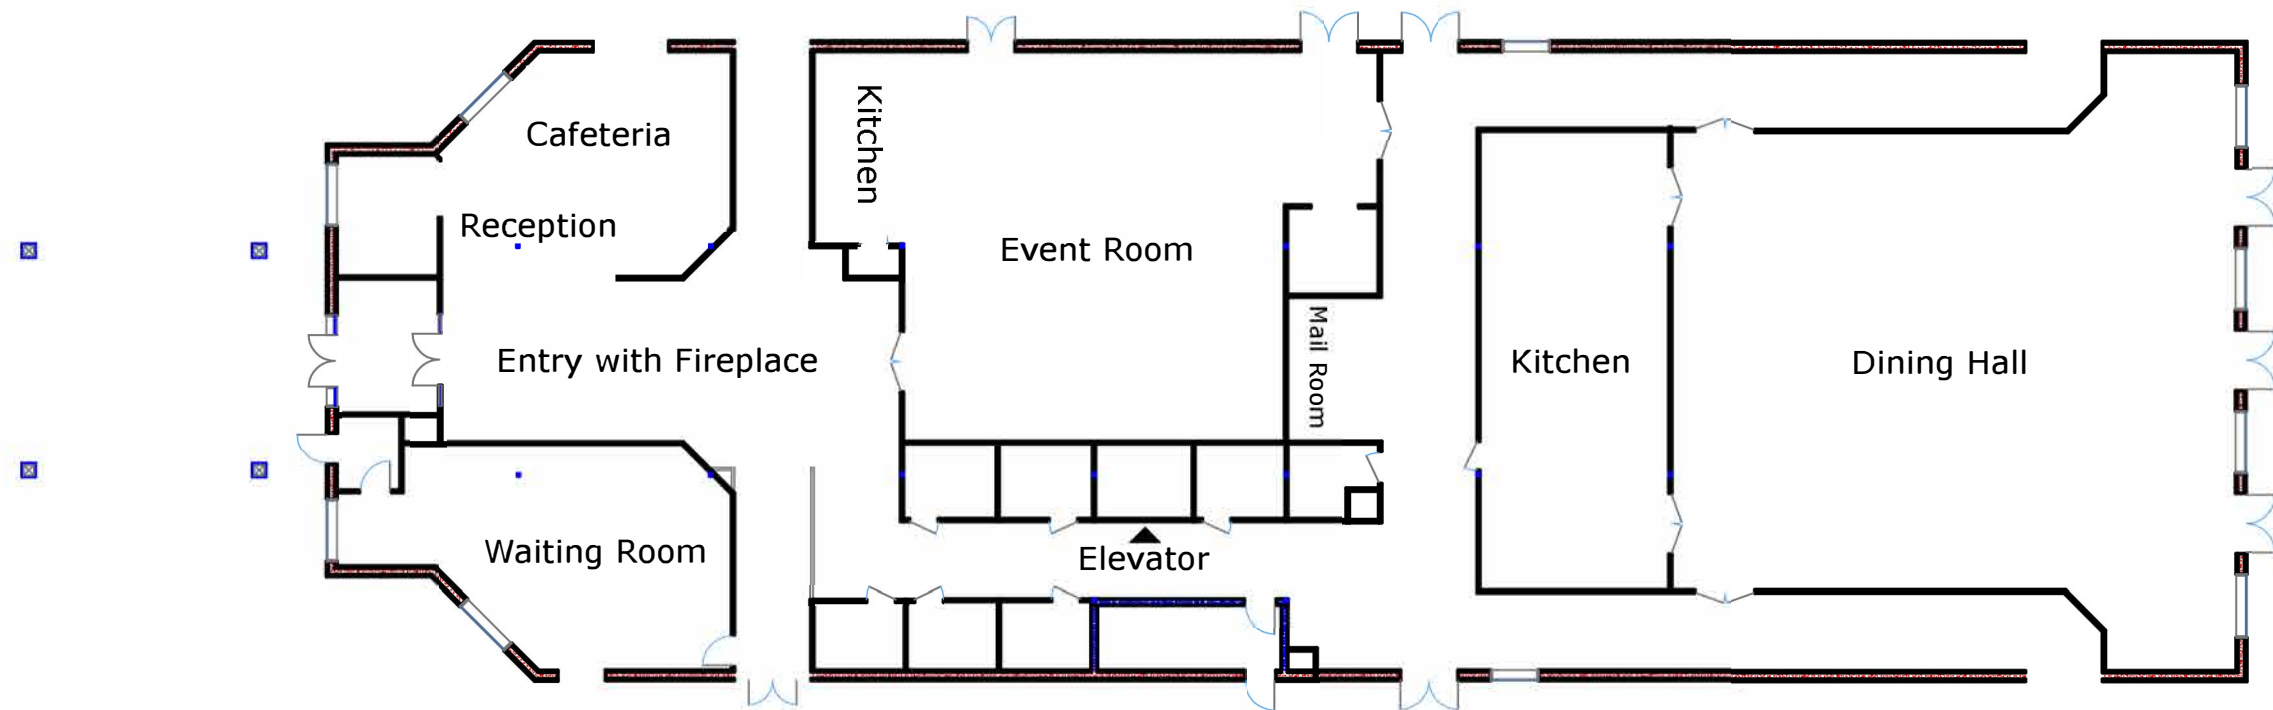 Cafeteria
Kitchen
Reception
Event Room
Entry with Fireplace
Mail Room
Kitchen
Dining Hall
Waiting Room
Elevator